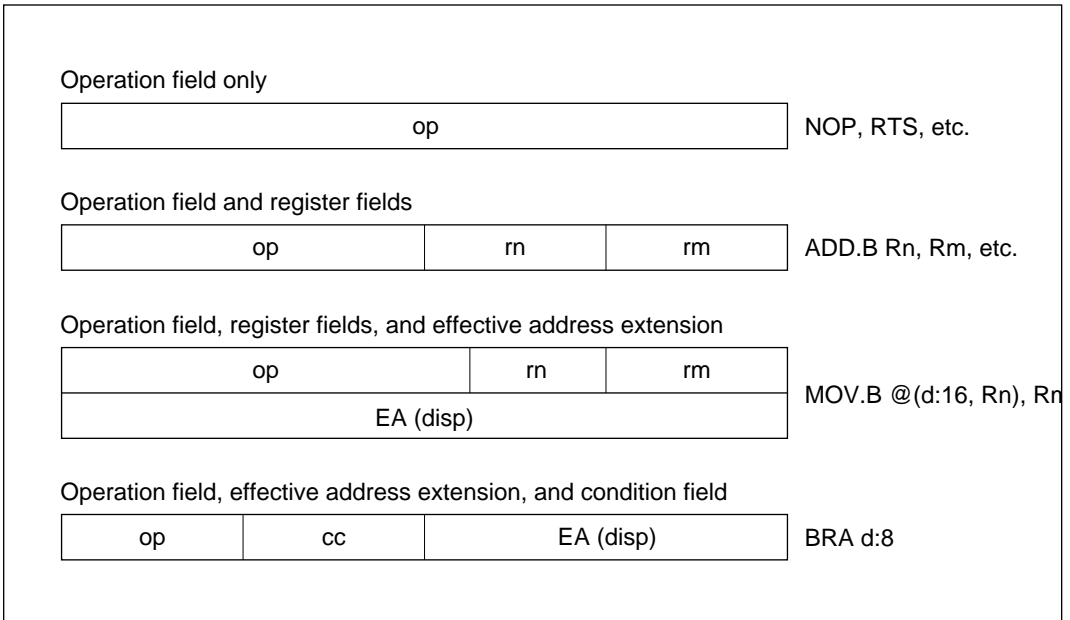 Operation field only
op
NOP, RTS, etc.
Operation field and register fields
op rn rm
ADD.B Rn, Rm, etc.
Operation field, register fields, and effective address extension
op rn rm
EA (disp)
MOV.B @(d:16, Rn), Rm
Operation field, effective address extension, and condition field
op cc EA (disp)
BRA d:8